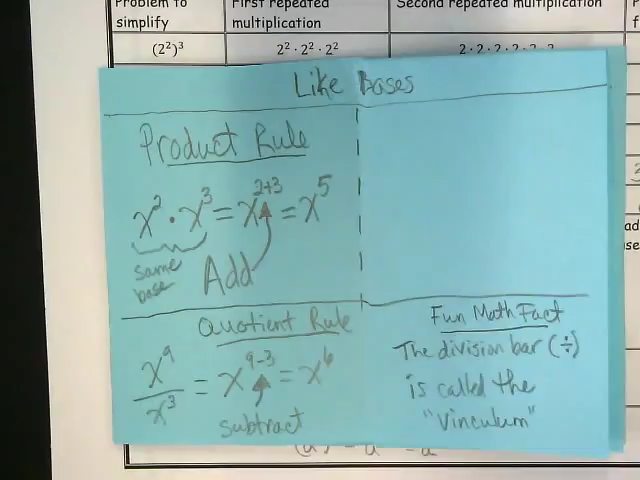 Problem to
simplify
First repeated
multiplication
Second repeated multiplication
(2²)³
2² · 2² · 2²
Like Bases
Product Rule
x² · x³ = x²⁺³ = x⁵
same
base
Add
Quotient Rule
x⁹/x³ = x⁹⁻³ = x⁶
subtract
Fun Math Fact
The division bar (÷)
is called the
"Vinculum"